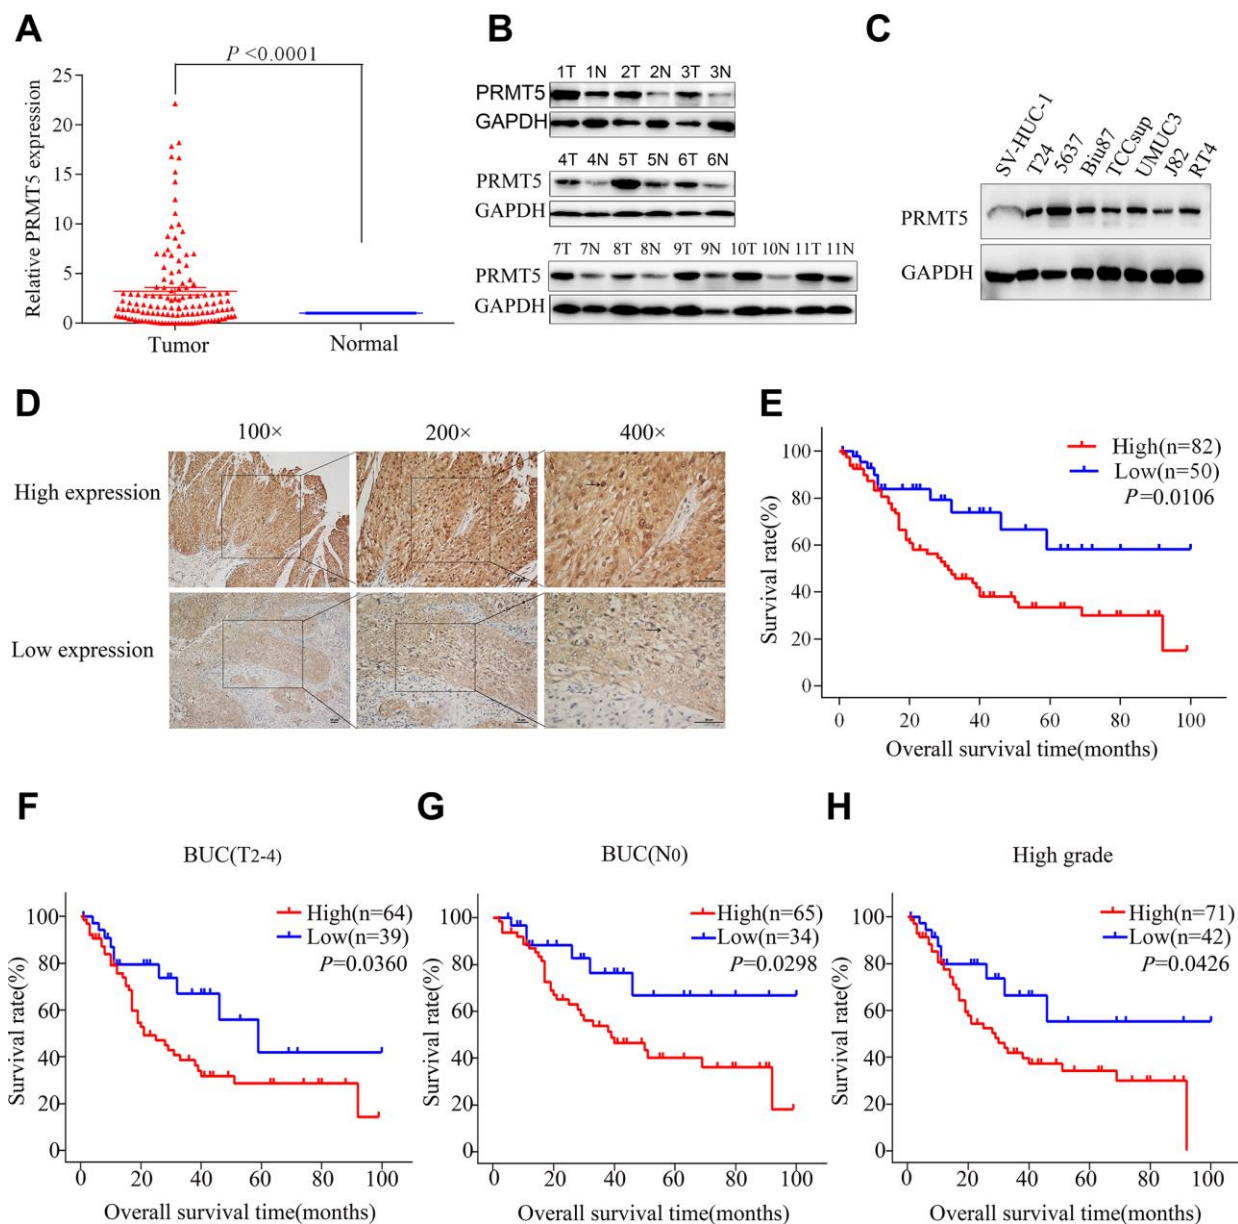 A
P <0.0001
Relative PRMT5 expression
25
20
15
10
5
0
Tumor Normal
B
1T 1N 2T 2N 3T 3N
PRMT5
GAPDH
4T 4N 5T 5N 6T 6N
PRMT5
GAPDH
7T 7N 8T 8N 9T 9N 10T 10N 11T 11N
PRMT5
GAPDH
C
SV-HUC-1 T24 5637 Biu87 TCCsup UMUC3 J82 RT4
PRMT5
GAPDH
D
100× 200× 400×
High expression
Low expression
E
High(n=82)
Low(n=50)
P=0.0106
Survival rate(%)
100
80
60
40
20
0
0 20 40 60 80 100
Overall survival time(months)
F
BUC(T2-4)
High(n=64)
Low(n=39)
P=0.0360
Survival rate(%)
100
80
60
40
20
0
0 20 40 60 80 100
Overall survival time(months)
G
BUC(N0)
High(n=65)
Low(n=34)
P=0.0298
Survival rate(%)
100
80
60
40
20
0
0 20 40 60 80 100
Overall survival time(months)
H
High grade
High(n=71)
Low(n=42)
P=0.0426
Survival rate(%)
100
80
60
40
20
0
0 20 40 60 80 100
Overall survival time(months)